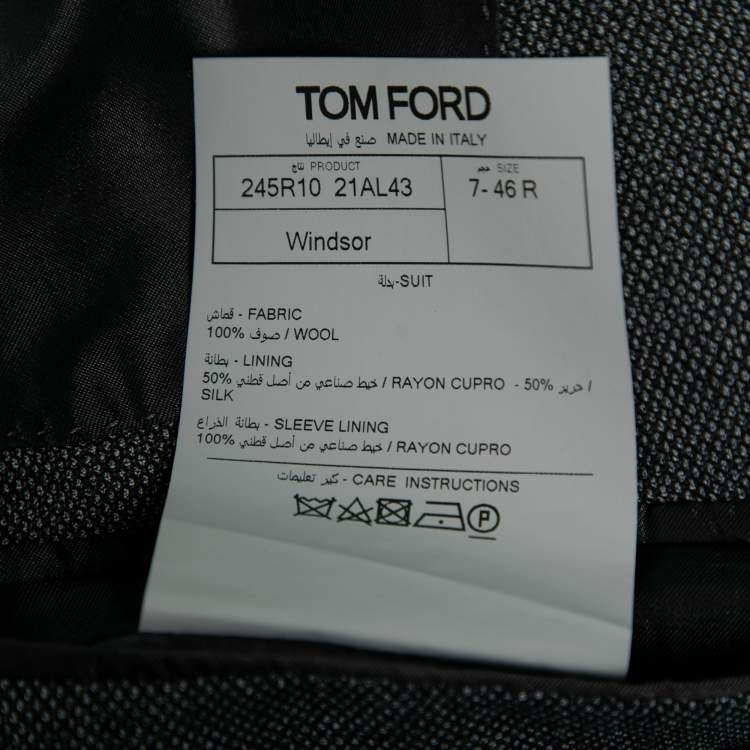 TOM FORD
صنع في إيطاليا MADE IN ITALY
نتاج PRODUCT
حجم SIZE
245R10 21AL43
7- 46 R
Windsor
بدلة-SUIT
قماش - FABRIC
100% صوف / WOOL
بطانة - LINING
50% خيط صناعي من أصل قطني / RAYON CUPRO - 50% حرير /
SILK
بطانة الذراع - SLEEVE LINING
100% خيط صناعي من أصل قطني / RAYON CUPRO
كير تعليمات - CARE INSTRUCTIONS
P